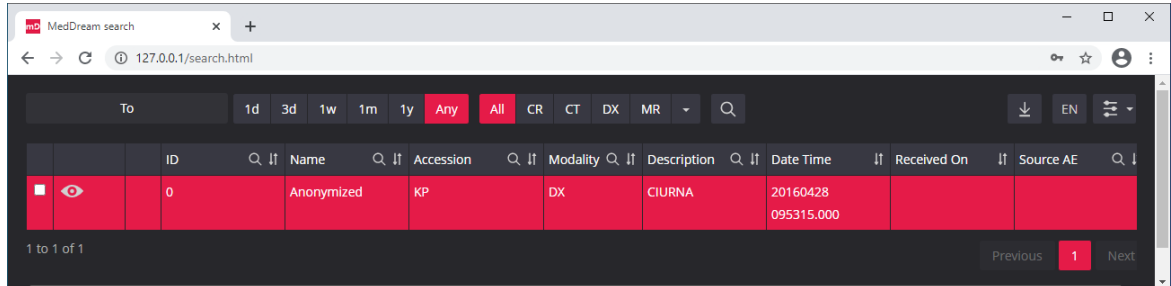 mD MedDream search
127.0.0.1/search.html
To 1d 3d 1w 1m 1y Any All CR CT DX MR EN
ID Name Accession Modality Description Date Time Received On Source AE
0 Anonymized KP DX CIURNA 20160428
095315.000
1 to 1 of 1
Previous 1 Next